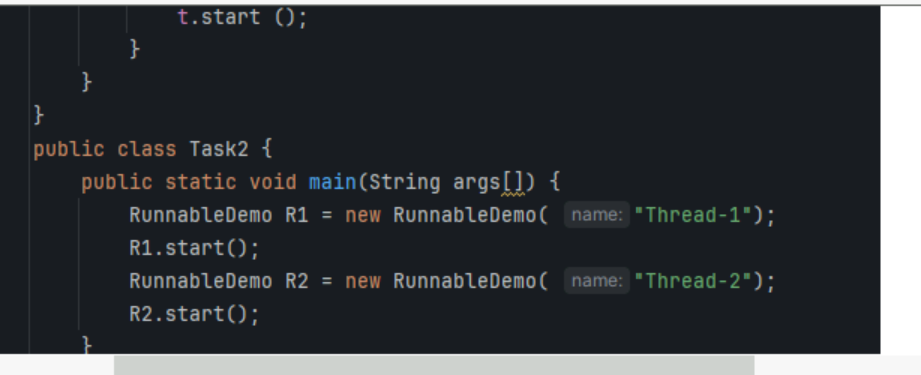 t.start ();
}
}
}
public class Task2 {
public static void main(String args[]) {
RunnableDemo R1 = new RunnableDemo( name: "Thread-1");
R1.start();
RunnableDemo R2 = new RunnableDemo( name: "Thread-2");
R2.start();
}